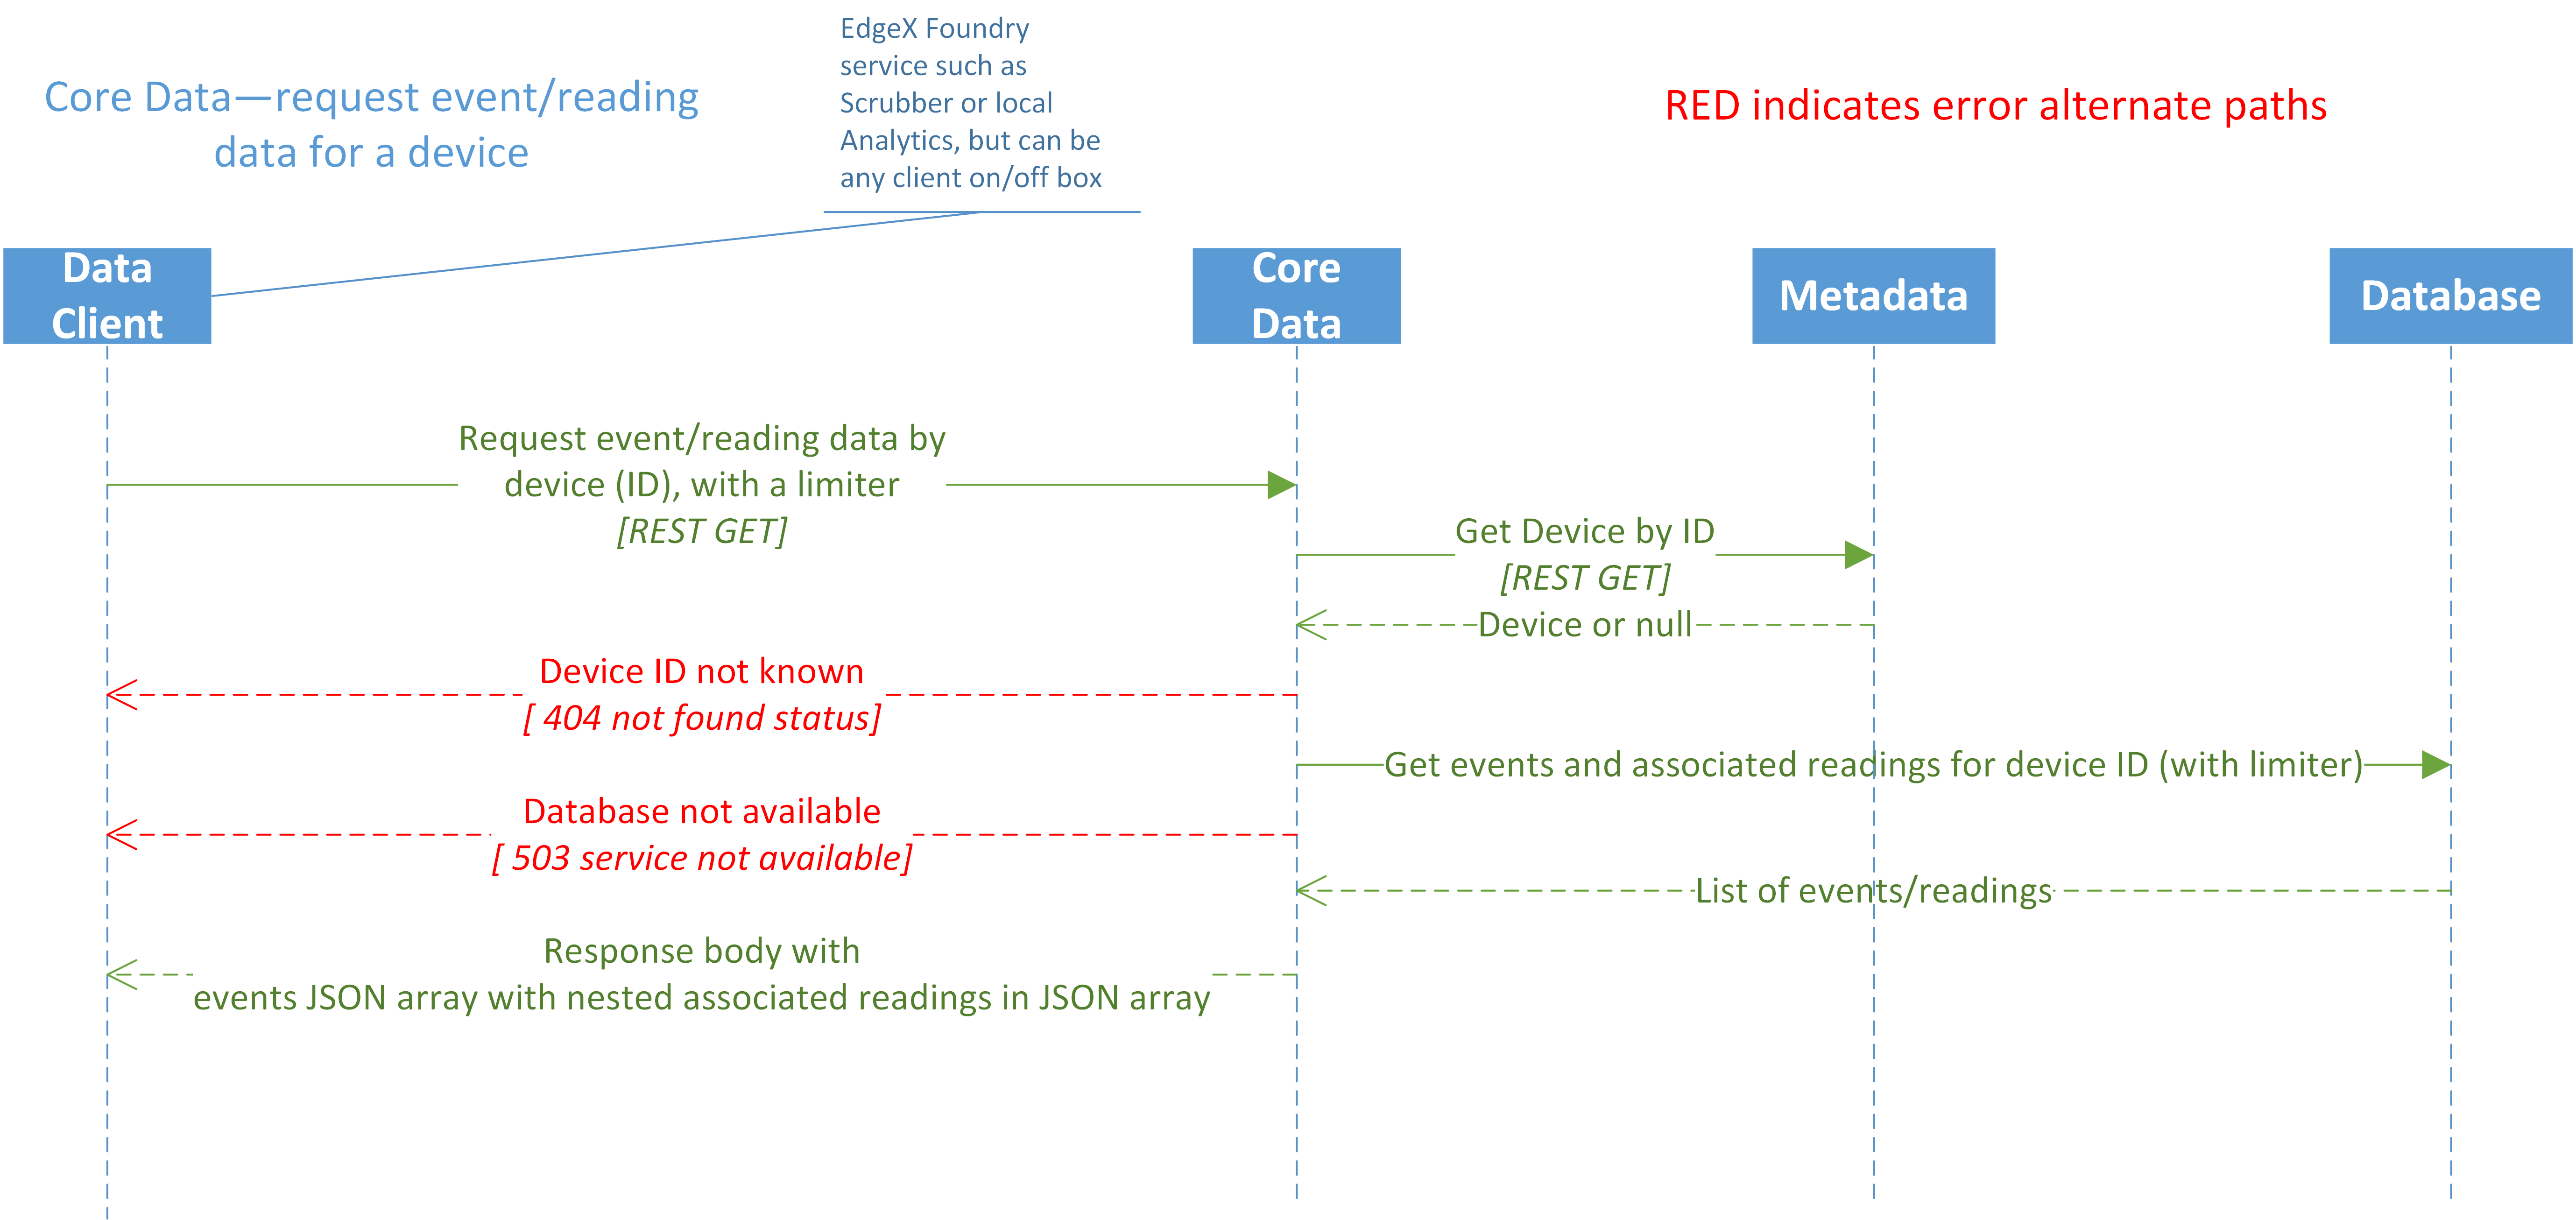 EdgeX Foundry
service such as
Scrubber or local
Analytics, but can be
any client on/off box
Core Data—request event/reading
data for a device
RED indicates error alternate paths
Data
Client
Core
Data
Metadata
Database
Request event/reading data by
device (ID), with a limiter
[REST GET]
Get Device by ID
[REST GET]
Device or null
Device ID not known
[ 404 not found status]
Get events and associated readings for device ID (with limiter)
Database not available
[ 503 service not available]
List of events/readings
Response body with
events JSON array with nested associated readings in JSON array